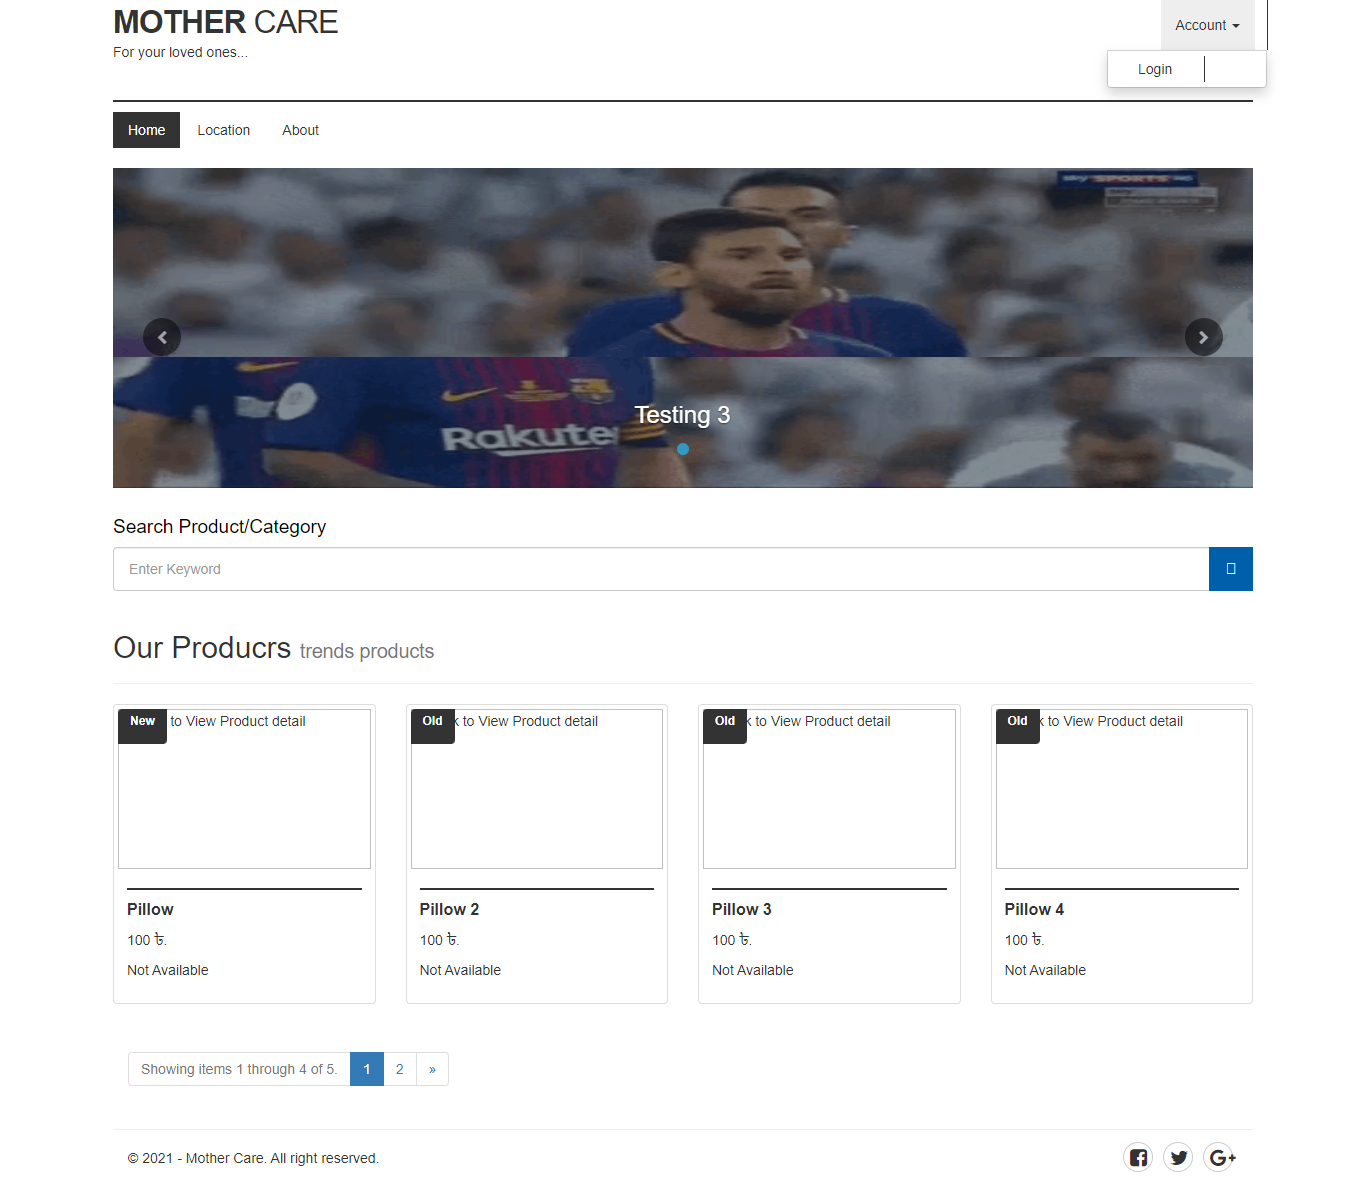 MOTHER CARE
For your loved ones...
Account
Login
Home
Location
About
SPORTS
Rakute
Testing 3
Search Product/Category
Enter Keyword
Our Producrs trends products
New to View Product detail
Old k to View Product detail
Old k to View Product detail
Old k to View Product detail
Pillow
100 ৳.
Not Available
Pillow 2
100 ৳.
Not Available
Pillow 3
100 ৳.
Not Available
Pillow 4
100 ৳.
Not Available
Showing items 1 through 4 of 5.
1
2
»
© 2021 - Mother Care. All right reserved.